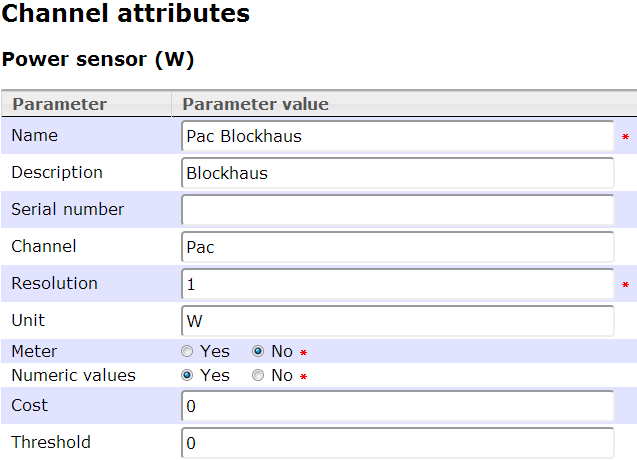 Channel attributes
Power sensor (W)
Parameter Parameter value
Name Pac Blockhaus *
Description Blockhaus
Serial number
Channel Pac
Resolution 1 *
Unit W
Meter Yes No *
Numeric values Yes No *
Cost 0
Threshold 0